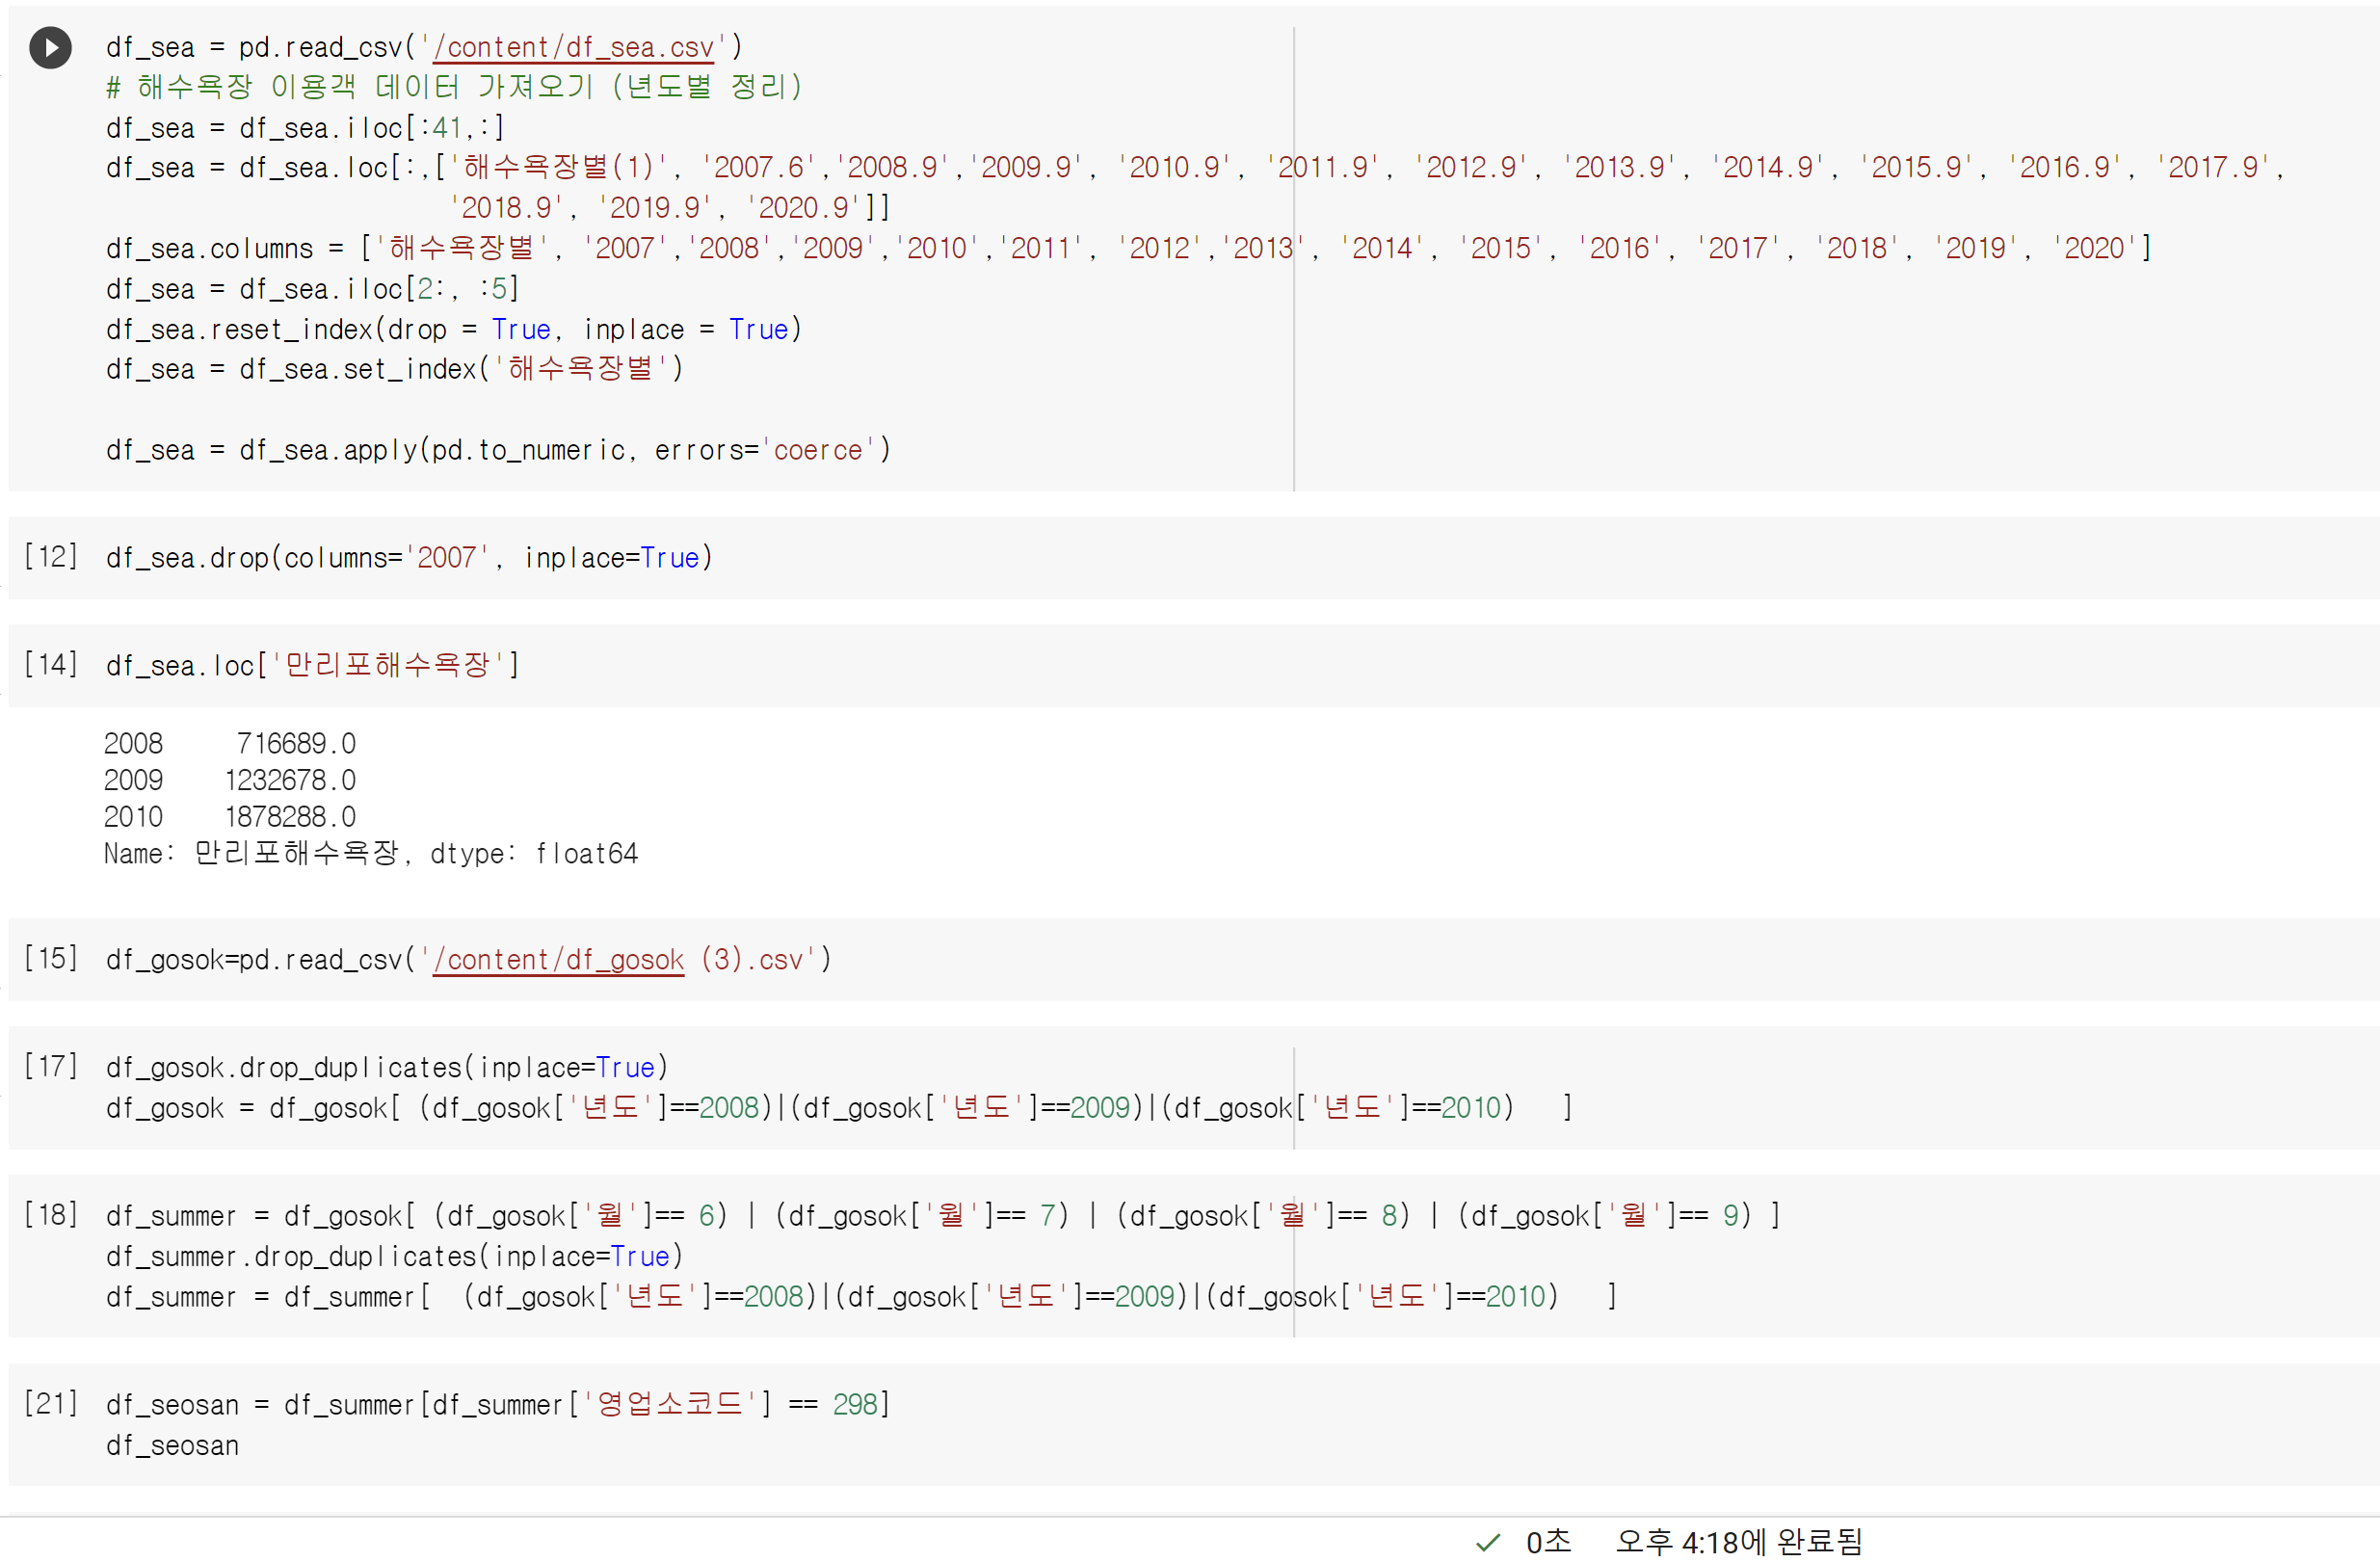 df_sea = pd.read_csv('/content/df_sea.csv')
# 해수욕장 이용객 데이터 가져오기 (년도별 정리)
df_sea = df_sea.iloc[:41,:]
df_sea = df_sea.loc[:,['해수욕장별(1)', '2007.6','2008.9','2009.9', '2010.9', '2011.9', '2012.9', '2013.9', '2014.9', '2015.9', '2016.9', '2017.9',
'2018.9', '2019.9', '2020.9']]
df_sea.columns = ['해수욕장별', '2007','2008','2009','2010','2011', '2012','2013', '2014', '2015', '2016', '2017', '2018', '2019', '2020']
df_sea = df_sea.iloc[2:, :5]
df_sea.reset_index(drop = True, inplace = True)
df_sea = df_sea.set_index('해수욕장별')
df_sea = df_sea.apply(pd.to_numeric, errors='coerce')
[12] df_sea.drop(columns='2007', inplace=True)
[14] df_sea.loc['만리포해수욕장']
2008 716689.0
2009 1232678.0
2010 1878288.0
Name: 만리포해수욕장, dtype: float64
[15] df_gosok=pd.read_csv('/content/df_gosok (3).csv')
[17] df_gosok.drop_duplicates(inplace=True)
df_gosok = df_gosok[ (df_gosok['년도']==2008)|(df_gosok['년도']==2009)|(df_gosok['년도']==2010) ]
[18] df_summer = df_gosok[ (df_gosok['월']== 6) | (df_gosok['월']== 7) | (df_gosok['월']== 8) | (df_gosok['월']== 9) ]
df_summer.drop_duplicates(inplace=True)
df_summer = df_summer[ (df_gosok['년도']==2008)|(df_gosok['년도']==2009)|(df_gosok['년도']==2010) ]
[21] df_seosan = df_summer[df_summer['영업소코드'] == 298]
df_seosan
0초 오후 4:18에 완료됨